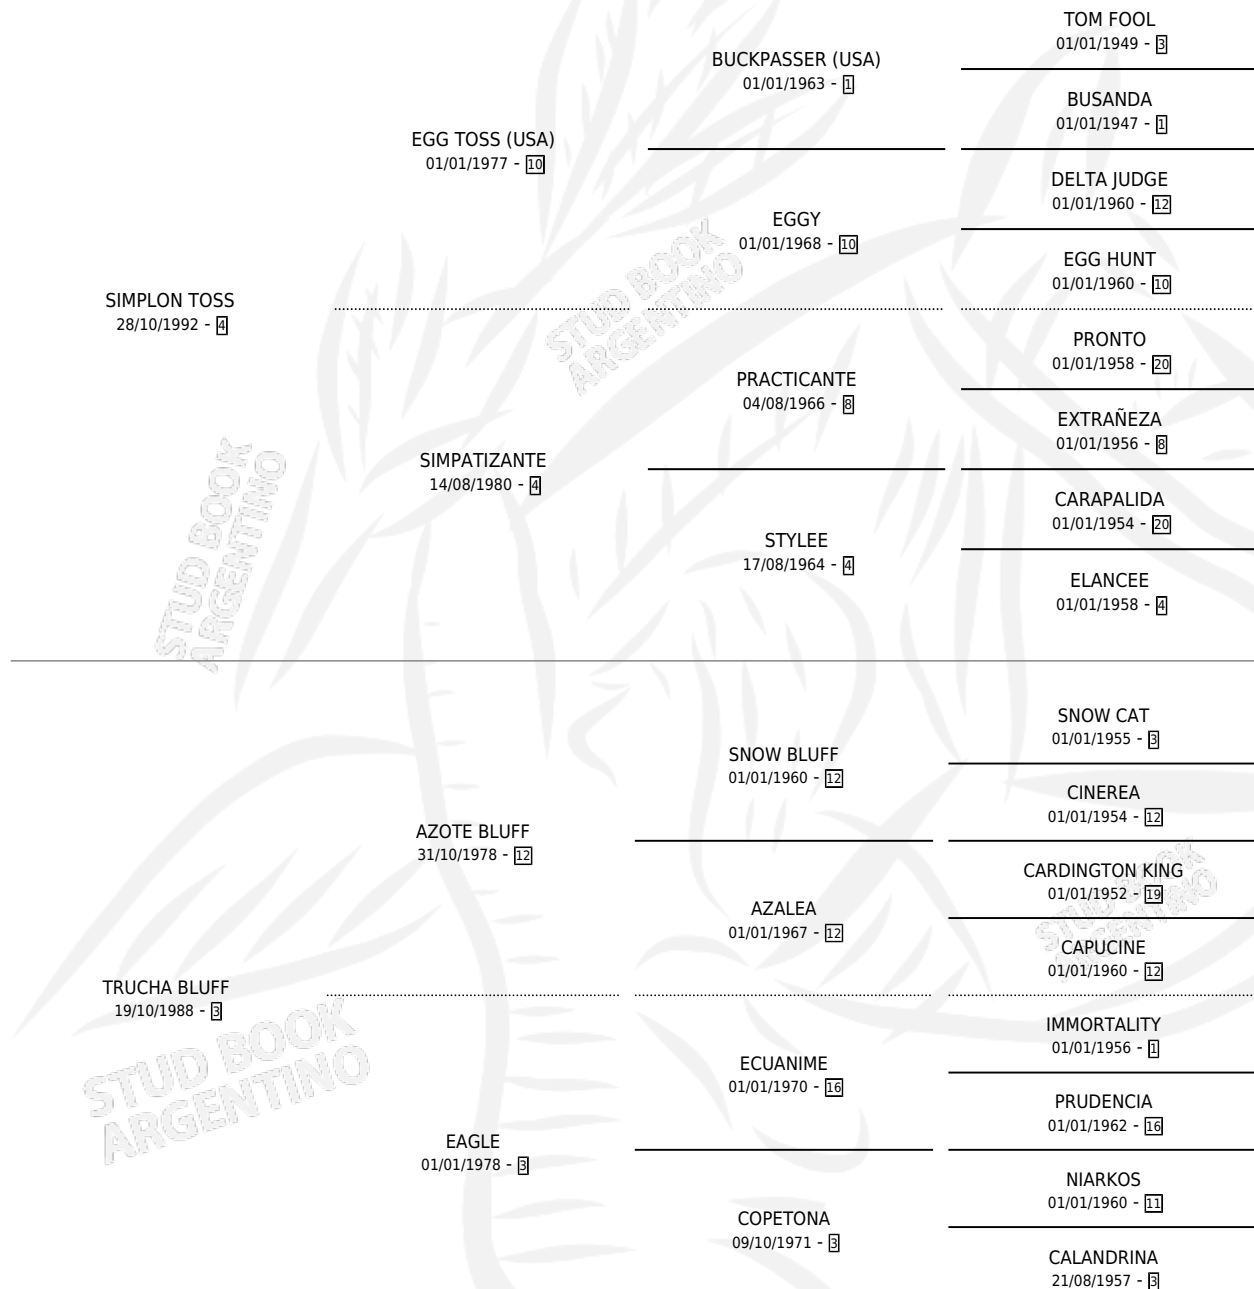 TOM FOOL
01/01/1949 - 3
BUCKPASSER (USA)
01/01/1963 - 1
BUSANDA
01/01/1947 - 1
EGG TOSS (USA)
01/01/1977 - 10
DELTA JUDGE
01/01/1960 - 12
EGGY
01/01/1968 - 10
EGG HUNT
01/01/1960 - 10
SIMPLON TOSS
28/10/1992 - 4
PRONTO
01/01/1958 - 20
PRACTICANTE
04/08/1966 - 8
EXTRAÑEZA
01/01/1956 - 8
SIMPATIZANTE
14/08/1980 - 4
CARAPALIDA
01/01/1954 - 20
STYLEE
17/08/1964 - 4
ELANCEE
01/01/1958 - 4
SNOW CAT
01/01/1955 - 3
SNOW BLUFF
01/01/1960 - 12
CINEREA
01/01/1954 - 12
AZOTE BLUFF
31/10/1978 - 12
CARDINGTON KING
01/01/1952 - 19
AZALEA
01/01/1967 - 12
CAPUCINE
01/01/1960 - 12
TRUCHA BLUFF
19/10/1988 - 3
IMMORTALITY
01/01/1956 - 1
ECUANIME
01/01/1970 - 16
PRUDENCIA
01/01/1962 - 16
EAGLE
01/01/1978 - 3
NIARKOS
01/01/1960 - 11
COPETONA
09/10/1971 - 3
CALANDRINA
21/08/1957 - 3
STUD BOOK
ARGENTINO
STUD BOOK
ARGENTINO
STUD BOOK
ARGENTINO
STUD BOOK
ARGENTINO